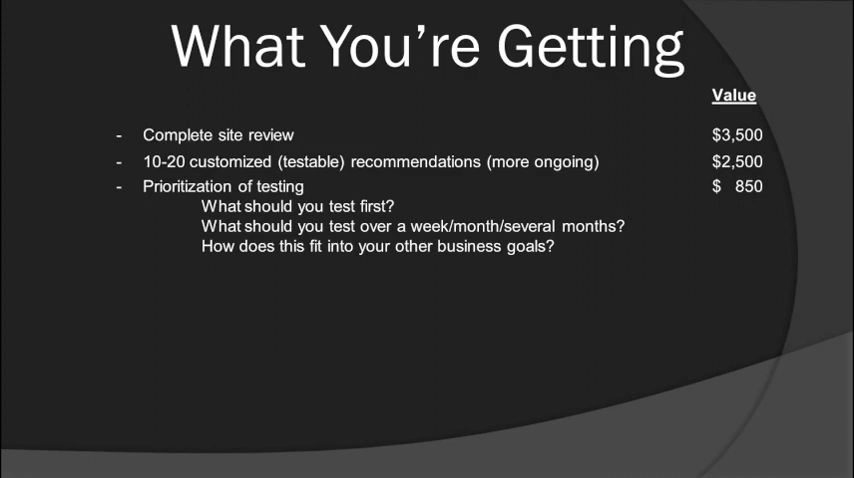 What You're Getting
Value
- Complete site review $3,500
- 10-20 customized (testable) recommendations (more ongoing) $2,500
- Prioritization of testing $ 850
What should you test first?
What should you test over a week/month/several months?
How does this fit into your other business goals?